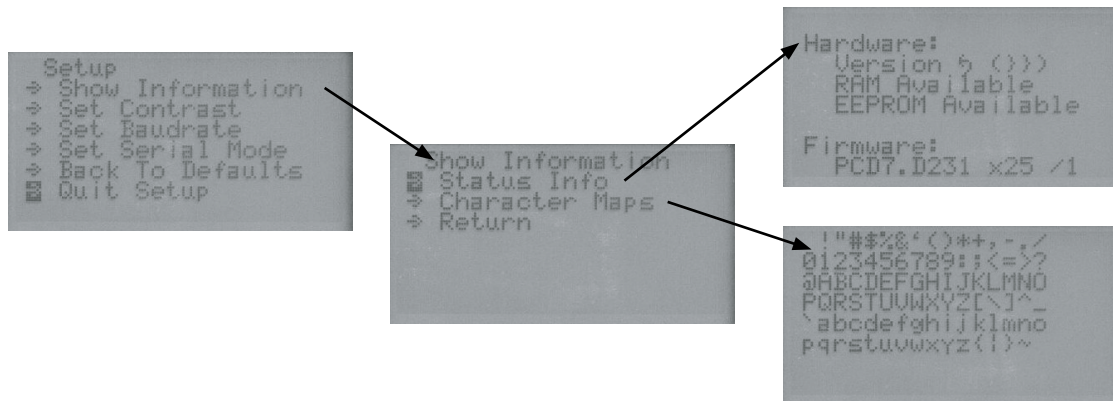 Setup
Show Information
Set Contrast
Set Baudrate
Set Serial Mode
Back To Defaults
Quit Setup
Show Information
Status Info
Character Maps
Return
Hardware:
Version
RAM Available
EEPROM Available
Firmware:
PCD7.D231 x25 /1
!"#$%&'()*+,-./
0123456789:;<=>?
@ABCDEFGHIJKLMNO
PQRSTUVWXYZ[\]^_
`abcdefghijklmno
pqrstuvwxyz{|}~